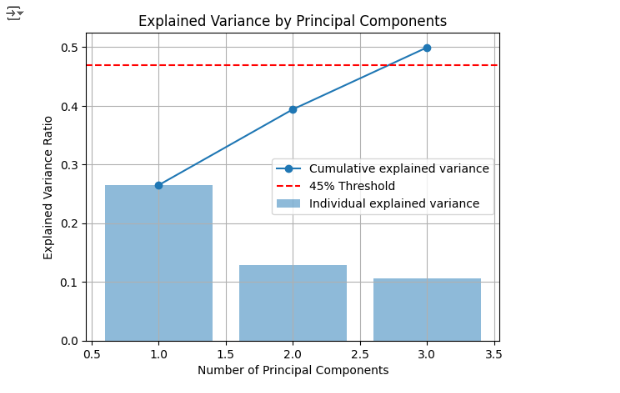 Explained Variance by Principal Components
0.5
0.4
0.3
0.2
0.1
0.0
Explained Variance Ratio
Cumulative explained variance
45% Threshold
Individual explained variance
0.5 1.0 1.5 2.0 2.5 3.0 3.5
Number of Principal Components